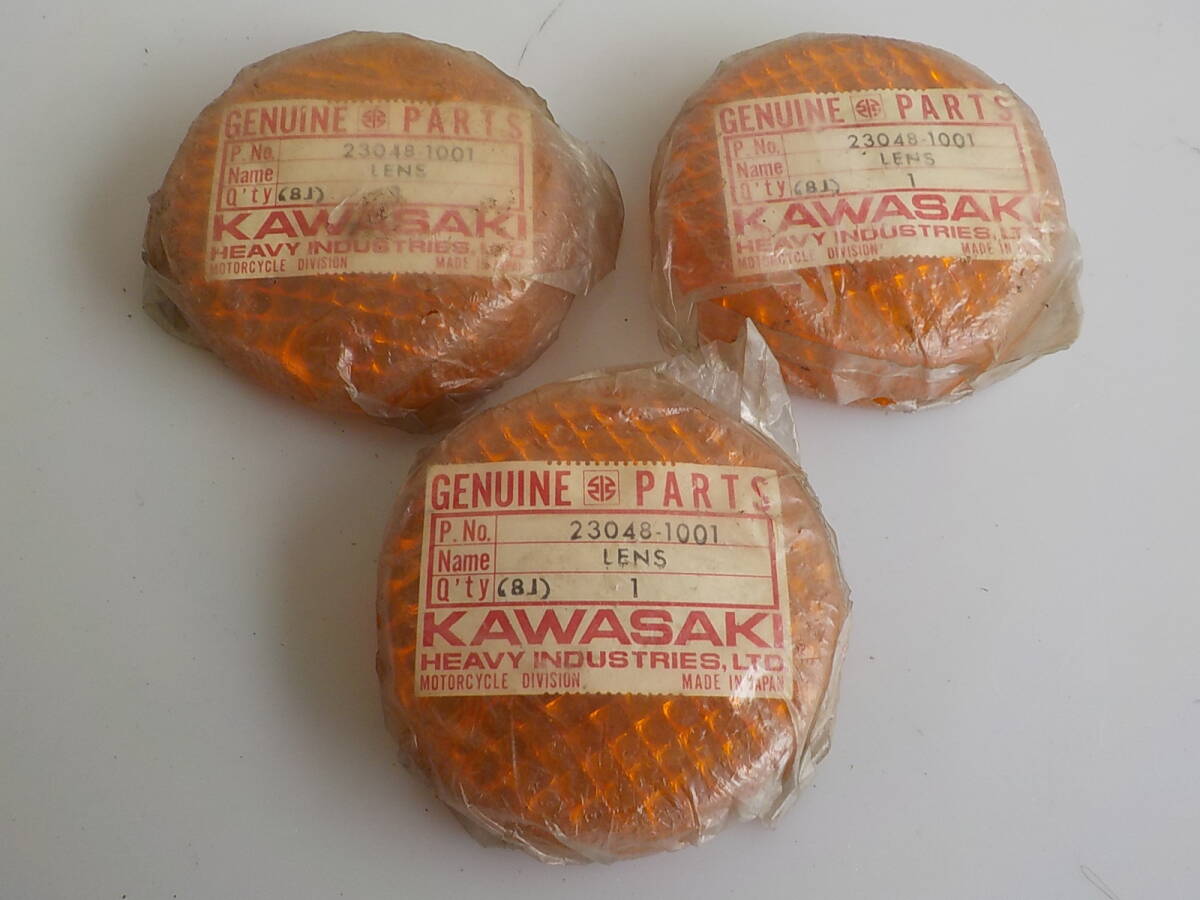 GENUINE PARTS
P. No. 23048-1001
Name LENS
Q'ty (8J)
KAWASAKI
HEAVY INDUSTRIES, LTD
MOTORCYCLE DIVISION MADE IN
GENUINE PARTS
P. No. 23048-1001
Name LENS
Q'ty (8J) 1
KAWASAKI
HEAVY INDUSTRIES, LT
MOTORCYCLE DIVISION MADE IN
GENUINE PARTS
P. No. 23048-1001
Name LENS
Q'ty (8J) 1
KAWASAKI
HEAVY INDUSTRIES, LTD
MOTORCYCLE DIVISION MADE IN JAPAN